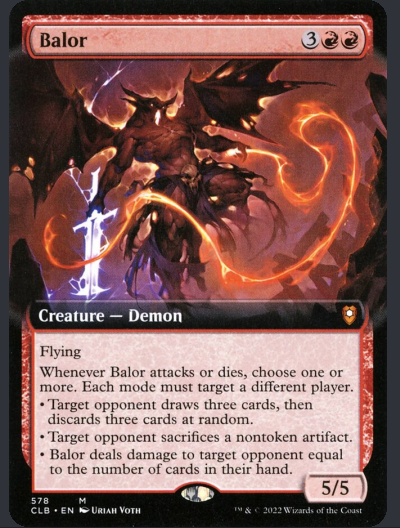 Balor 3
Creature — Demon
Flying
Whenever Balor attacks or dies, choose one or
more. Each mode must target a different player.
• Target opponent draws three cards, then
discards three cards at random.
• Target opponent sacrifices a nontoken artifact.
• Balor deals damage to target opponent equal
to the number of cards in their hand.
5/5
578 M
CLB • EN Uriah Voth
™ & © 2022 Wizards of the Coast